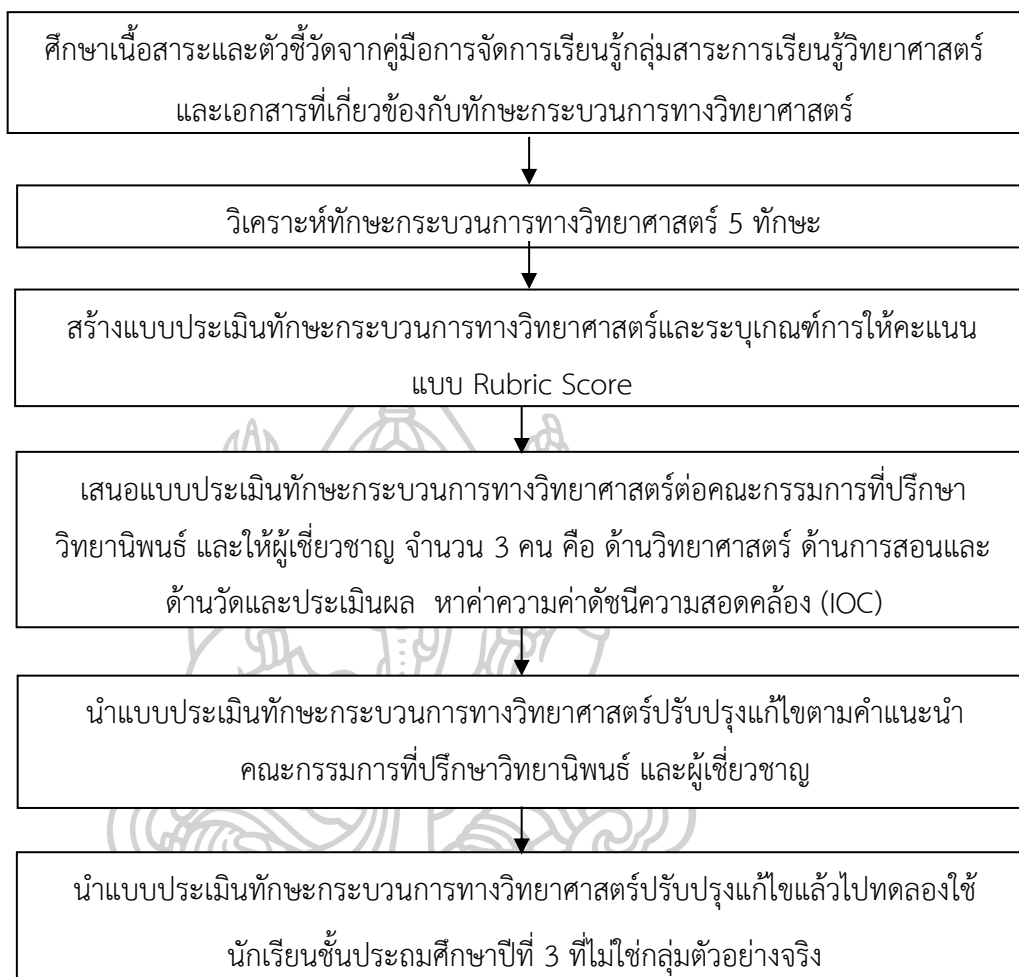 ศึกษาเนื้อสาระและตัวชี้วัดจากคู่มือการจัดการเรียนรู้กลุ่มสาระการเรียนรู้วิทยาศาสตร์
และเอกสารที่เกี่ยวข้องกับทักษะกระบวนการทางวิทยาศาสตร์
วิเคราะห์ทักษะกระบวนการทางวิทยาศาสตร์ 5 ทักษะ
สร้างแบบประเมินทักษะกระบวนการทางวิทยาศาสตร์และระบุเกณฑ์การให้คะแนน
แบบ Rubric Score
เสนอแบบประเมินทักษะกระบวนการทางวิทยาศาสตร์ต่อคณะกรรมการที่ปรึกษา
วิทยานิพนธ์ และให้ผู้เชี่ยวชาญ จำนวน 3 คน คือ ด้านวิทยาศาสตร์ ด้านการสอนและ
ด้านวัดและประเมินผล หาค่าความค่าดัชนีความสอดคล้อง (IOC)
นำแบบประเมินทักษะกระบวนการทางวิทยาศาสตร์ปรับปรุงแก้ไขตามคำแนะนำ
คณะกรรมการที่ปรึกษาวิทยานิพนธ์ และผู้เชี่ยวชาญ
นำแบบประเมินทักษะกระบวนการทางวิทยาศาสตร์ปรับปรุงแก้ไขแล้วไปทดลองใช้
นักเรียนชั้นประถมศึกษาปีที่ 3 ที่ไม่ใช่กลุ่มตัวอย่างจริง